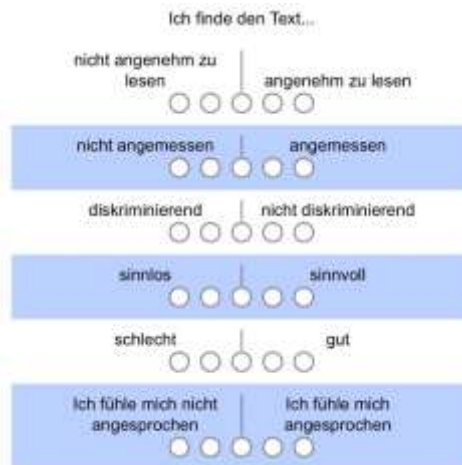 Ich finde den Text...
nicht angenehm zu lesen
angenehm zu lesen
nicht angemessen
angemessen
diskriminierend
nicht diskriminierend
sinnlos
sinnvoll
schlecht
gut
Ich fühle mich nicht angesprochen
Ich fühle mich angesprochen